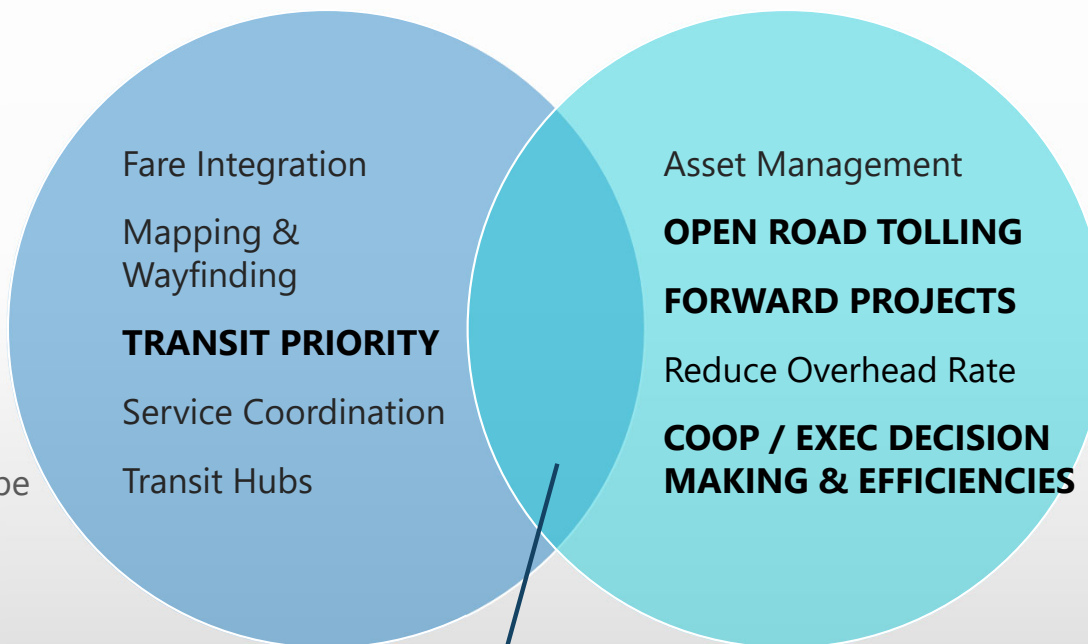 Fare Integration
Mapping &
Wayfinding
TRANSIT PRIORITY
Service Coordination
Transit Hubs
Asset Management
OPEN ROAD TOLLING
FORWARD PROJECTS
Reduce Overhead Rate
COOP / EXEC DECISION
MAKING & EFFICIENCIES